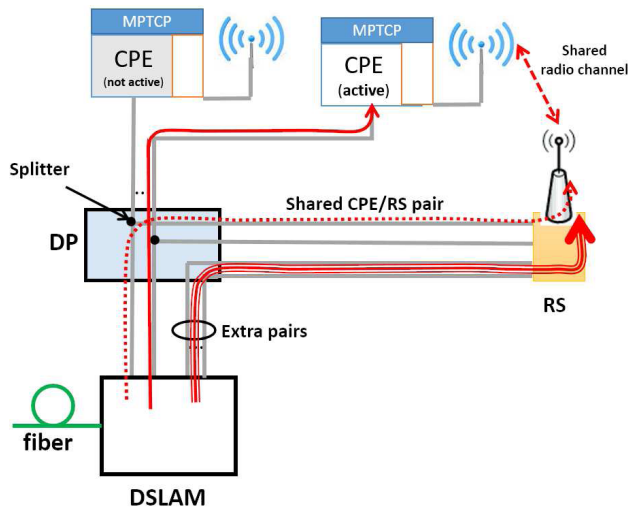 MPTCP
CPE
(not active)
MPTCP
CPE
(active)
Shared
radio channel
Splitter
Shared CPE/RS pair
DP
RS
Extra pairs
fiber
DSLAM